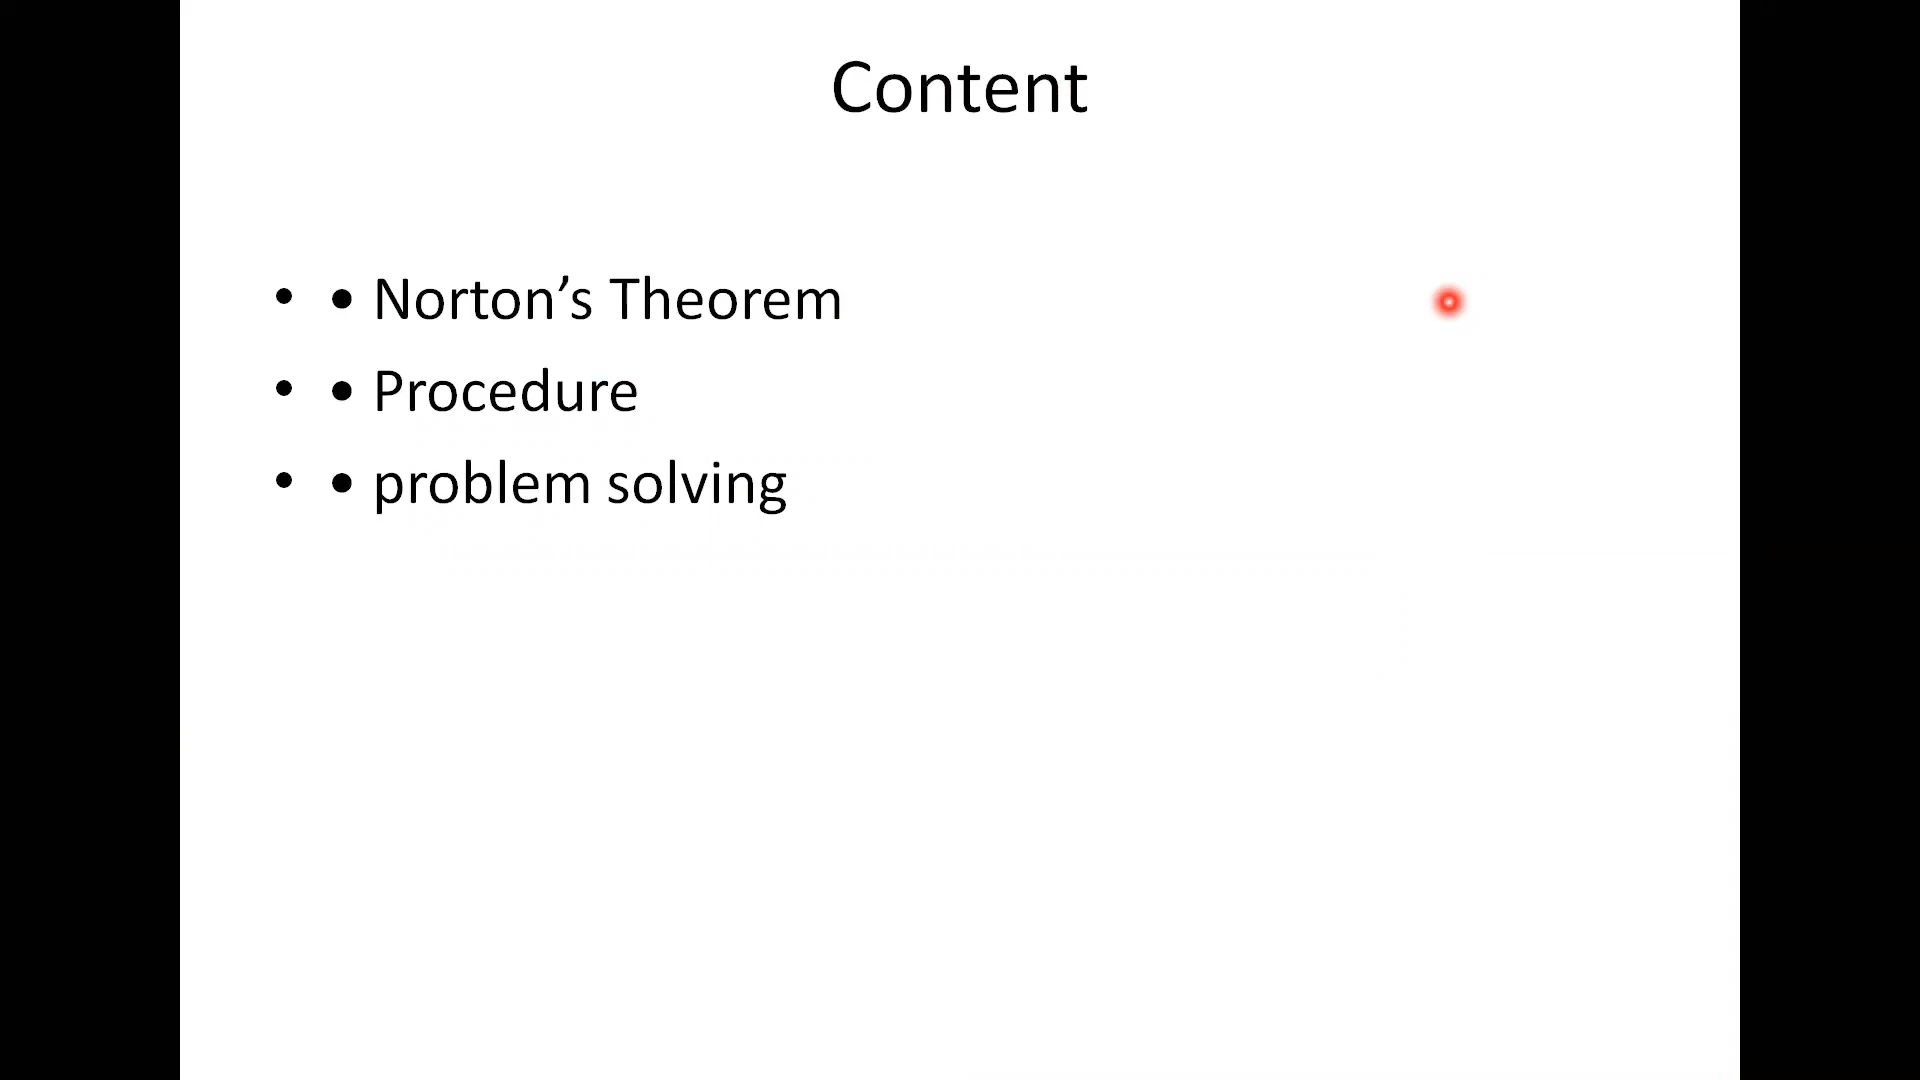 Content
• • Norton’s Theorem
• • Procedure
• • problem solving